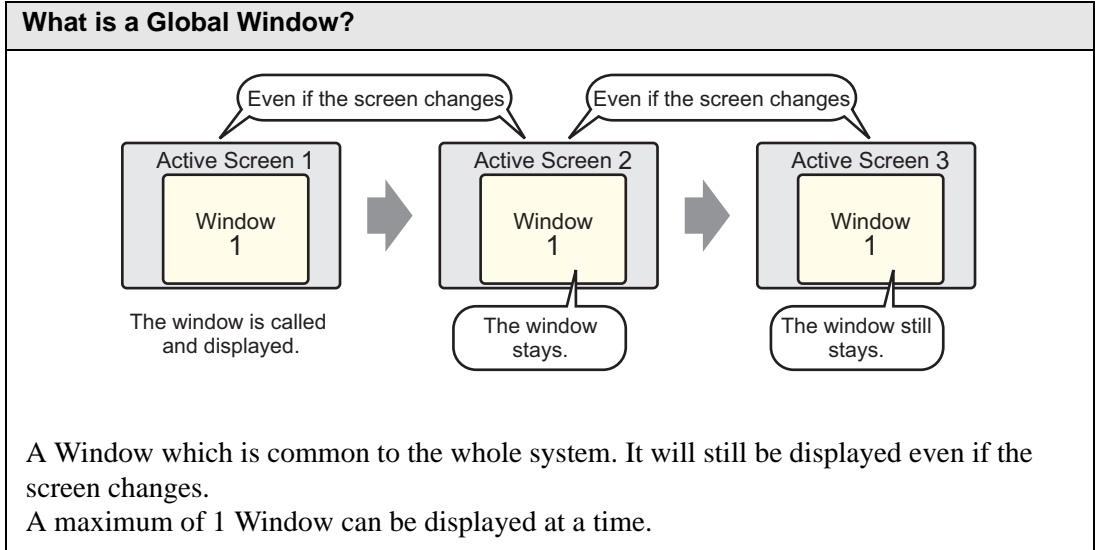 What is a Global Window?
Even if the screen changes
Even if the screen changes
Active Screen 1
Active Screen 2
Active Screen 3
Window
1
Window
1
Window
1
The window is called
and displayed.
The window
stays.
The window still
stays.
A Window which is common to the whole system. It will still be displayed even if the
screen changes.
A maximum of 1 Window can be displayed at a time.